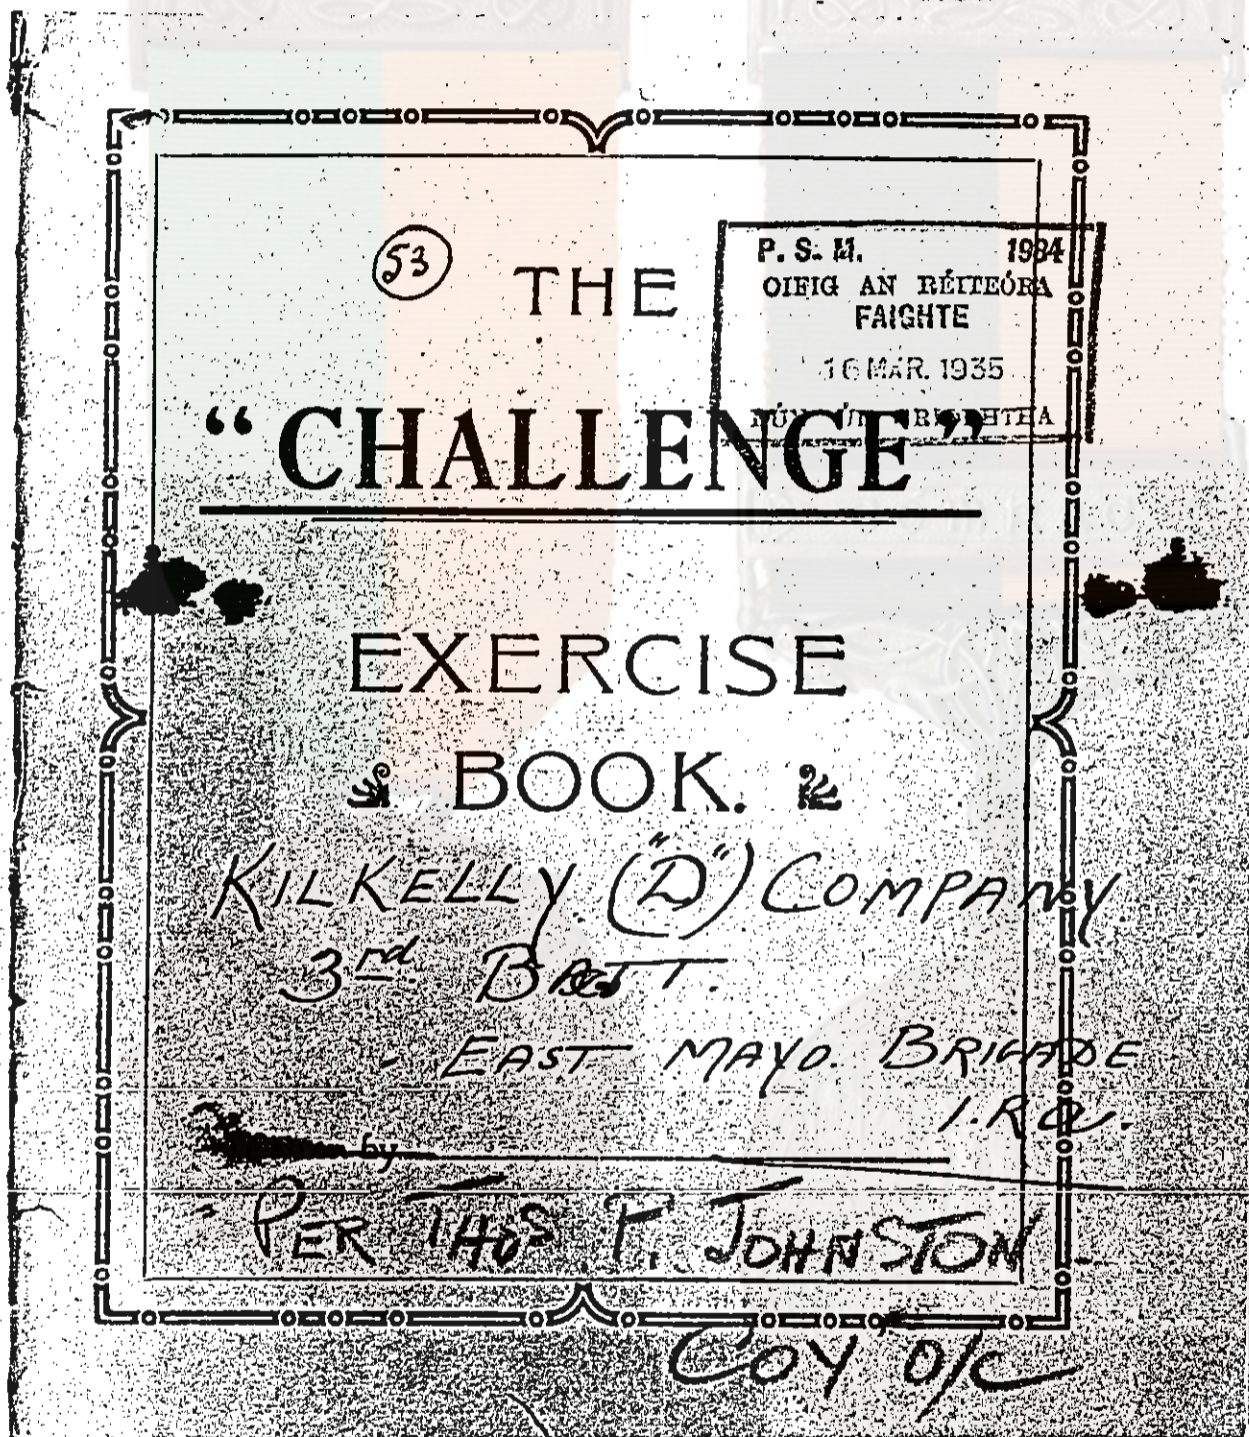 53
THE
P. S. M. 1934
OIFIG AN RÉITEÓRA
FAIGHTE
16 MAR. 1935
"CHALLENGE"
EXERCISE
BOOK.
KILKELLY ("D") COMPANY
3rd BATT.
- EAST MAYO. BRIGADE
I.R.A.
by
- PER THOS P. JOHNSTON -
COY O/C